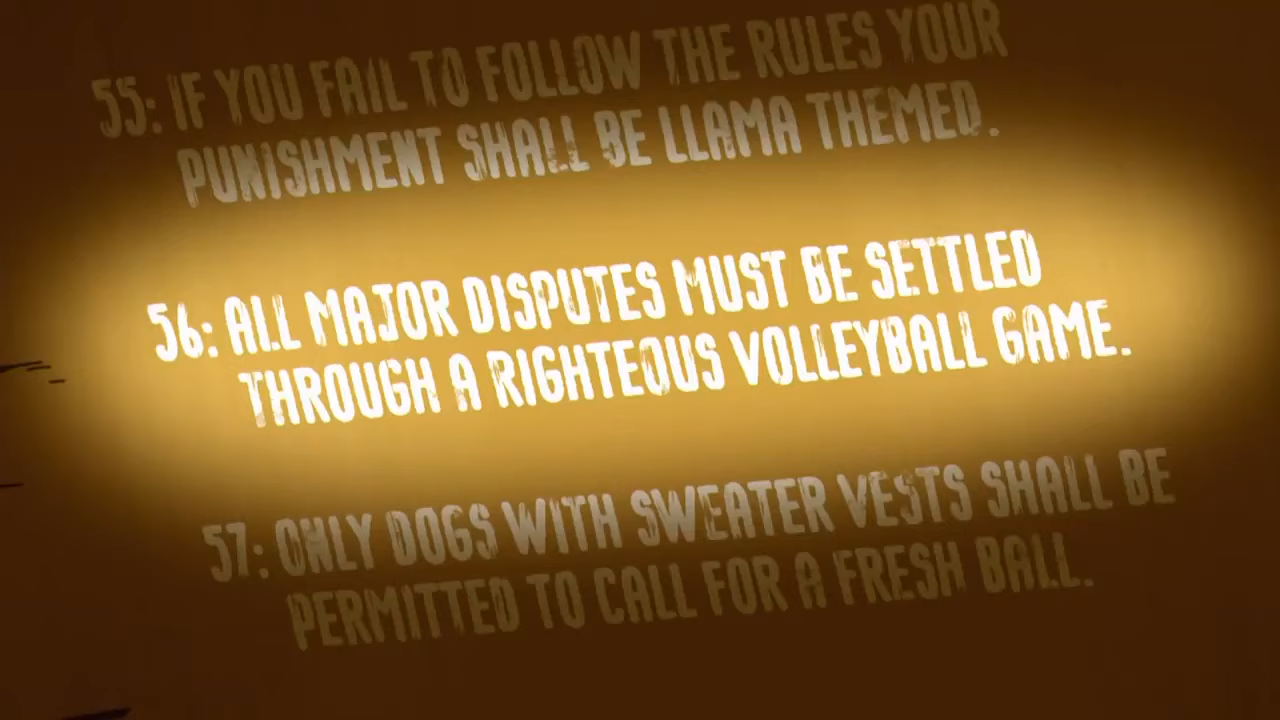 55: IF YOU FAIL TO FOLLOW THE RULES YOUR
PUNISHMENT SHALL BE LLAMA THEMED.
56: ALL MAJOR DISPUTES MUST BE SETTLED
THROUGH A RIGHTEOUS VOLLEYBALL GAME.
57: ONLY DOGS WITH SWEATER VESTS SHALL BE
PERMITTED TO CALL FOR A FRESH BALL.